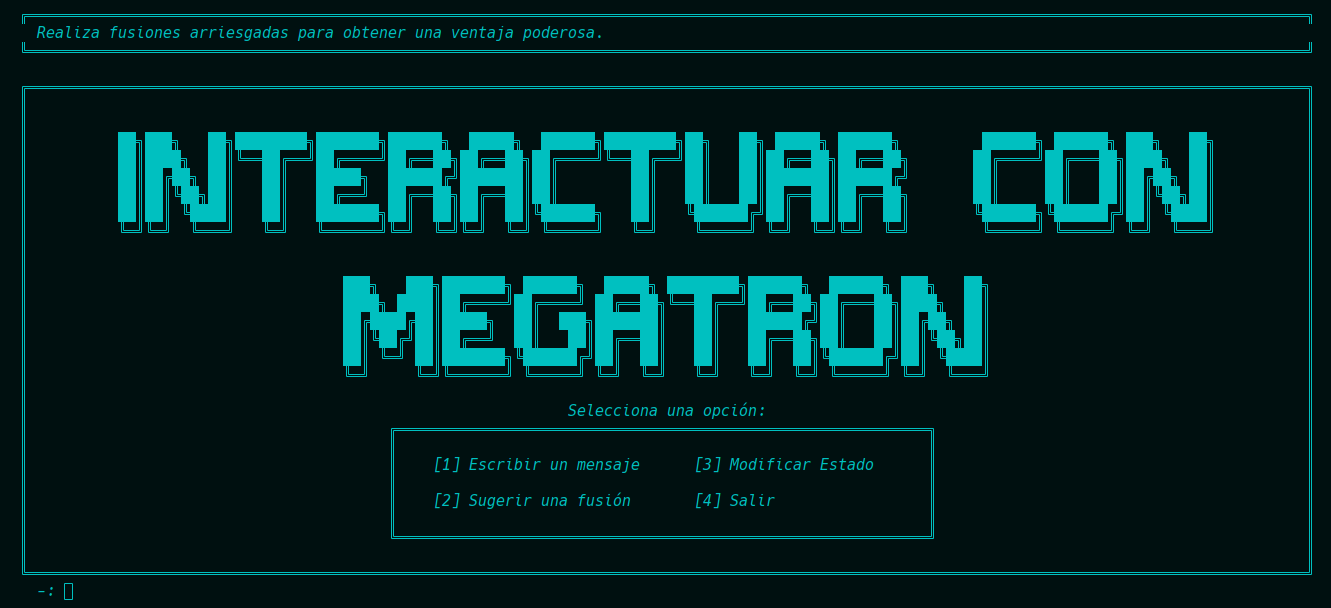 Realiza fusiones arriesgadas para obtener una ventaja poderosa.
INTERACTUAR CON
MEGATRON
Selecciona una opción:
[1] Escribir un mensaje [3] Modificar Estado
[2] Sugerir una fusión [4] Salir
-: